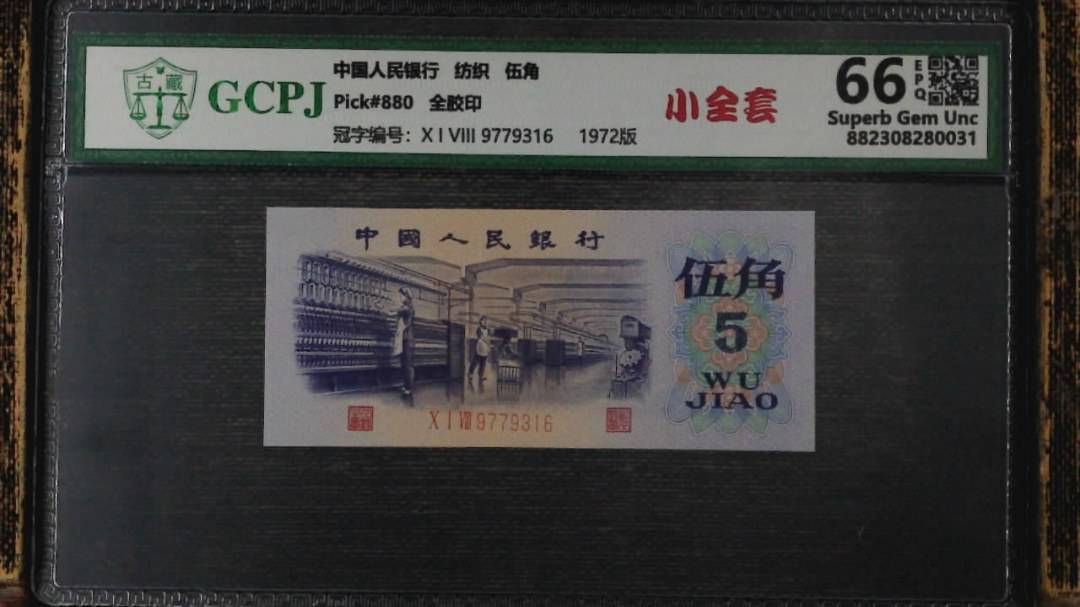 古藏
GCPJ
中国人民银行 纺织 伍角
Pick#880 全胶印
冠字编号: X I VIII 9779316 1972版
小全套
66
EPQ
Superb Gem Unc
882308280031
中國人民銀行
伍角
5
WU
JIAO
X I VIII 9779316